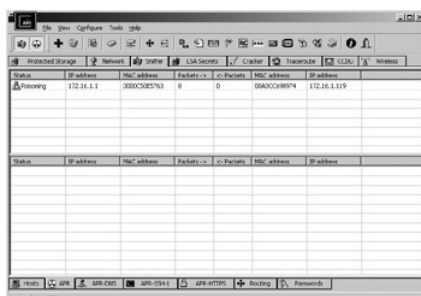 File View Configure Tools Help
Protected Storage Network Sniffer LSA Secrets Cracker Traceroute CCDU Wireless
Status IP address MAC address Packets -> <- Packets MAC address IP address
Poisoning 172.16.1.1 0 0 172.16.1.119
Status IP address MAC address Packets -> <- Packets MAC address IP address
Hosts APR APR-DNS APR-SSH-1 APR-HTTPS Routing Passwords